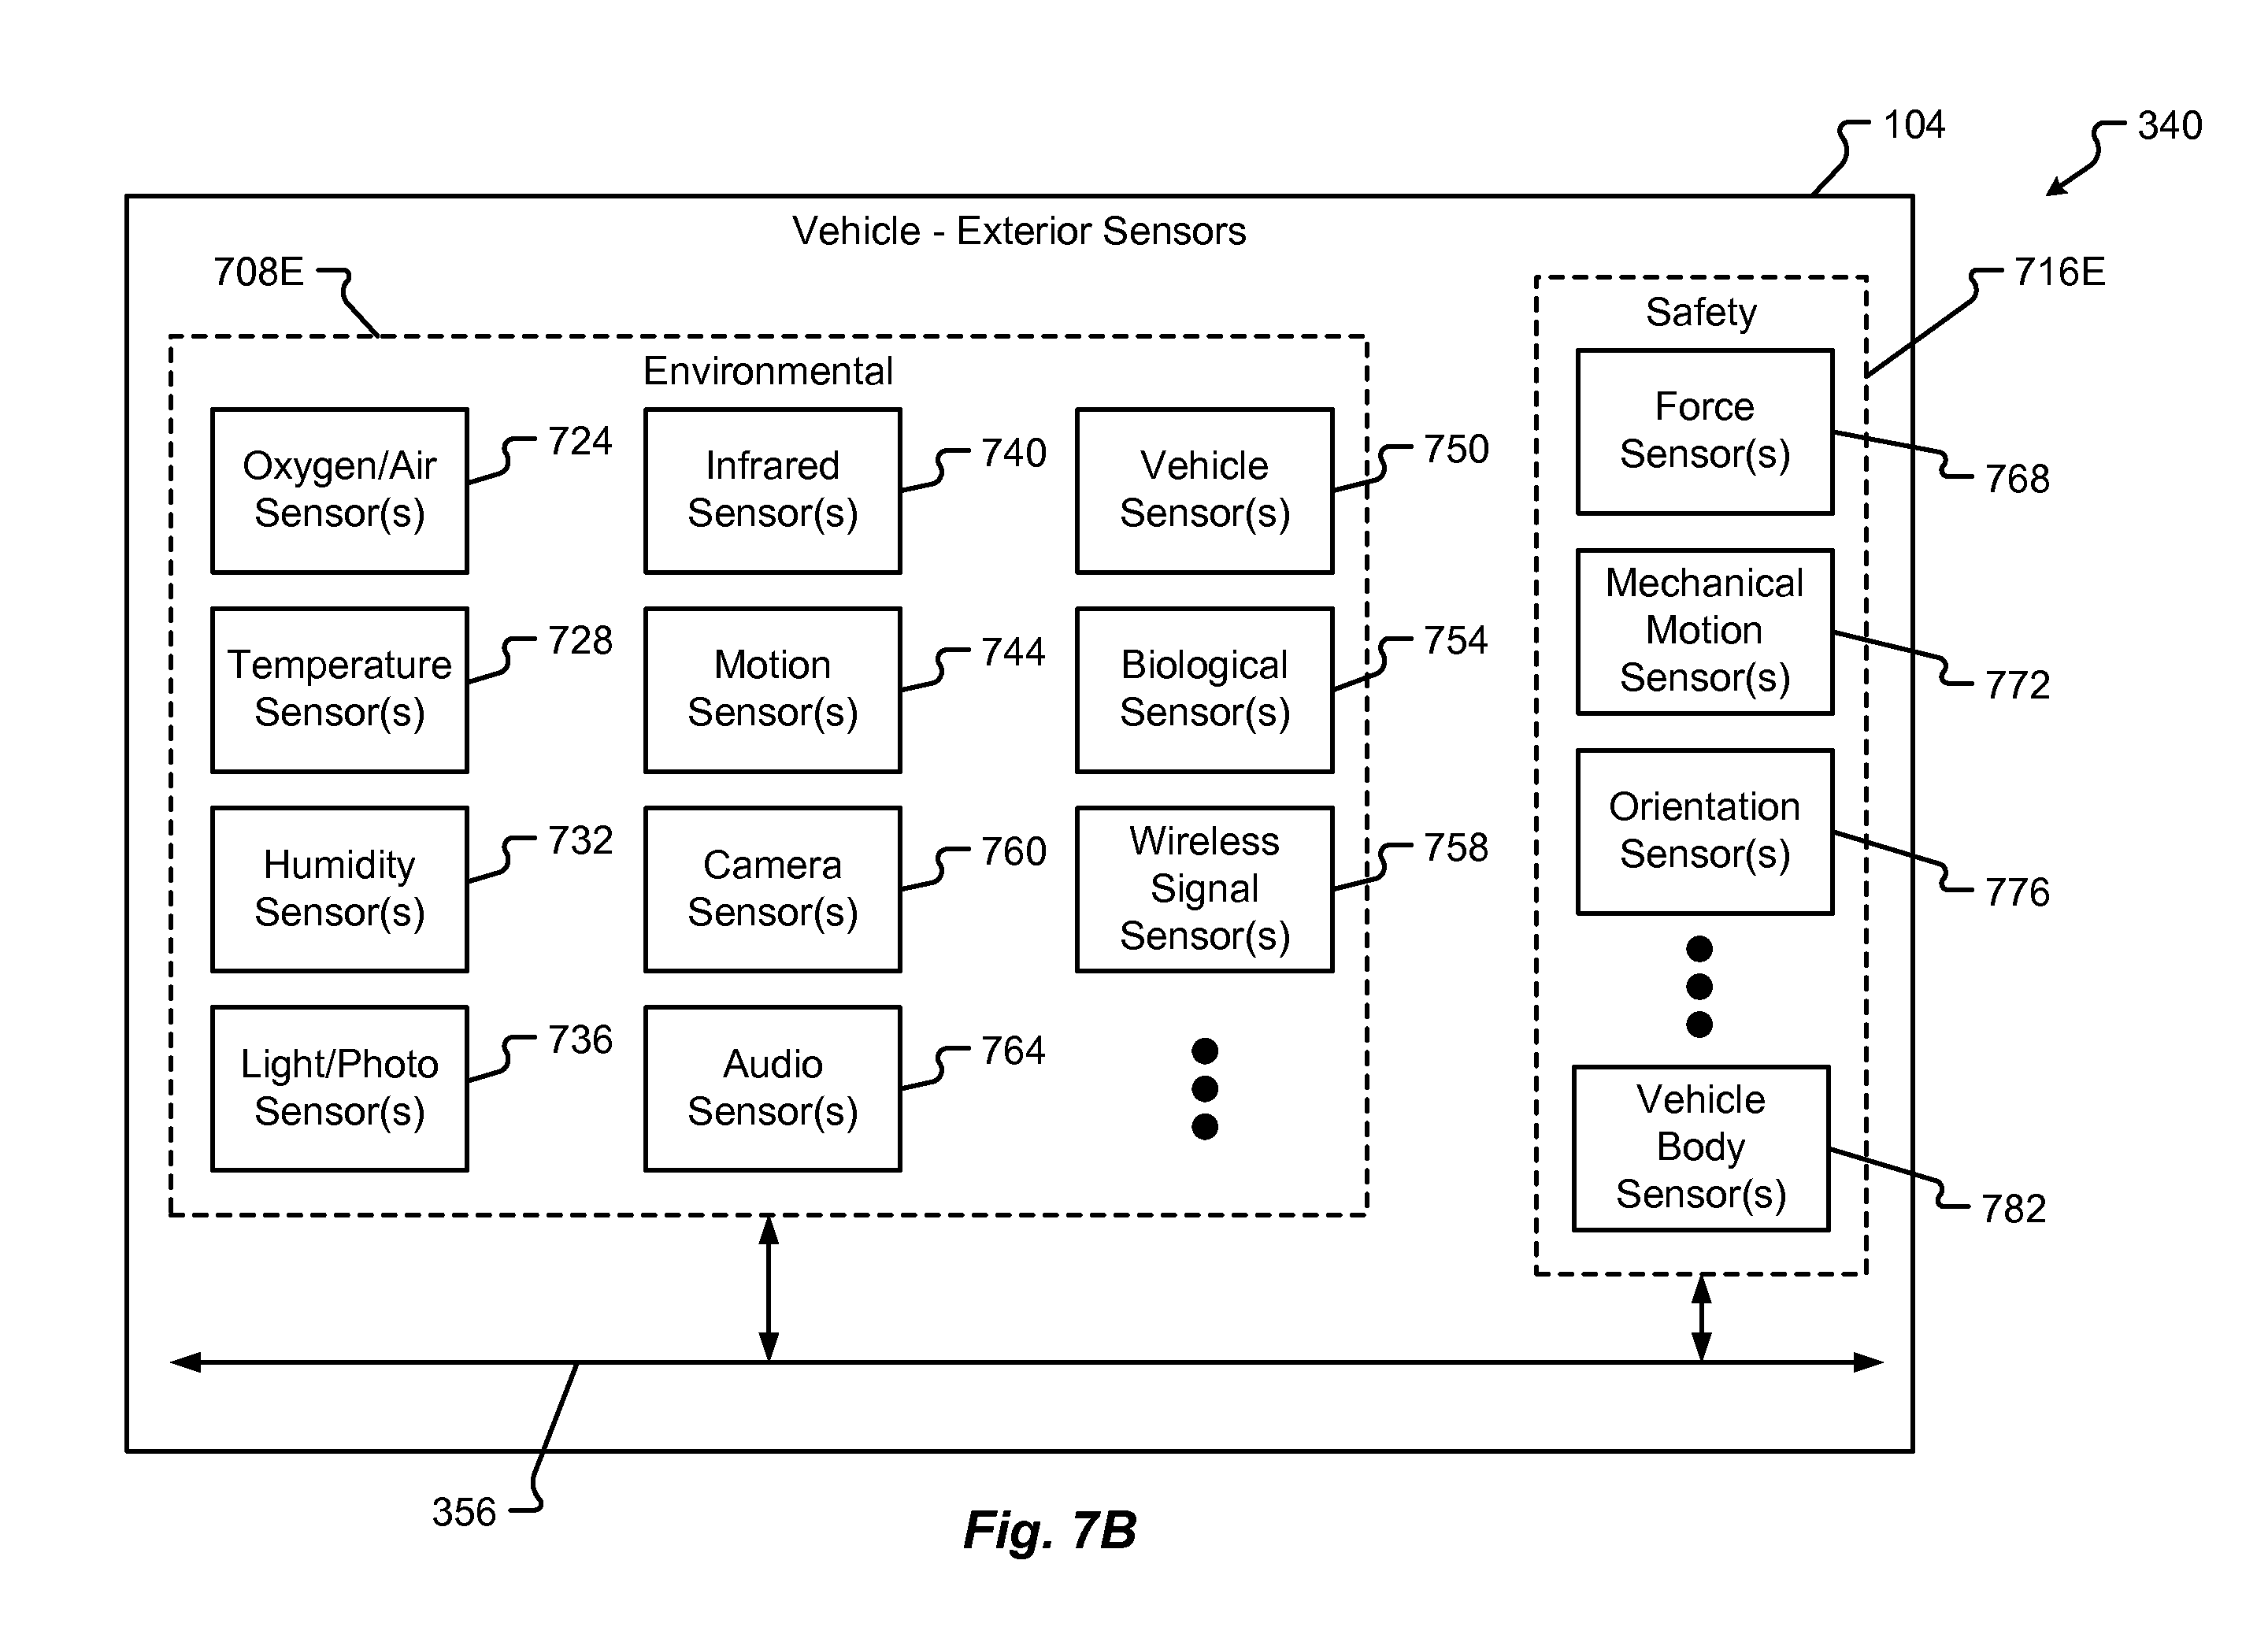 104
340
Vehicle - Exterior Sensors
708E
716E
Environmental
Oxygen/Air
Sensor(s)
724
Infrared
Sensor(s)
740
Vehicle
Sensor(s)
750
Temperature
Sensor(s)
728
Motion
Sensor(s)
744
Biological
Sensor(s)
754
Humidity
Sensor(s)
732
Camera
Sensor(s)
760
Wireless
Signal
Sensor(s)
758
Light/Photo
Sensor(s)
736
Audio
Sensor(s)
764
Safety
Force
Sensor(s)
768
Mechanical
Motion
Sensor(s)
772
Orientation
Sensor(s)
776
Vehicle
Body
Sensor(s)
782
356
Fig. 7B